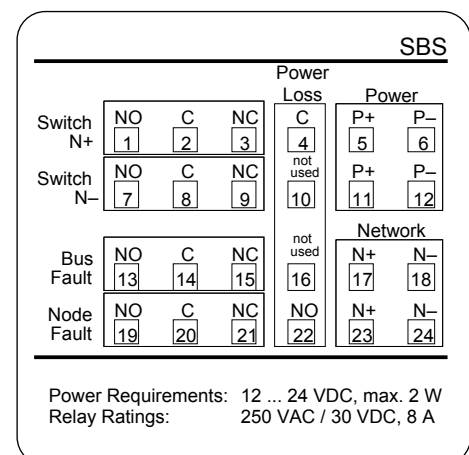 SBS
Power
Loss Power
Switch N+ NO C NC C P+ P–
1 2 3 4 5 6
Switch N– NO C NC not used P+ P–
7 8 9 10 11 12
Network
Bus Fault NO C NC not used N+ N–
13 14 15 16 17 18
Node Fault NO C NC NO N+ N–
19 20 21 22 23 24
Power Requirements: 12 ... 24 VDC, max. 2 W
Relay Ratings: 250 VAC / 30 VDC, 8 A